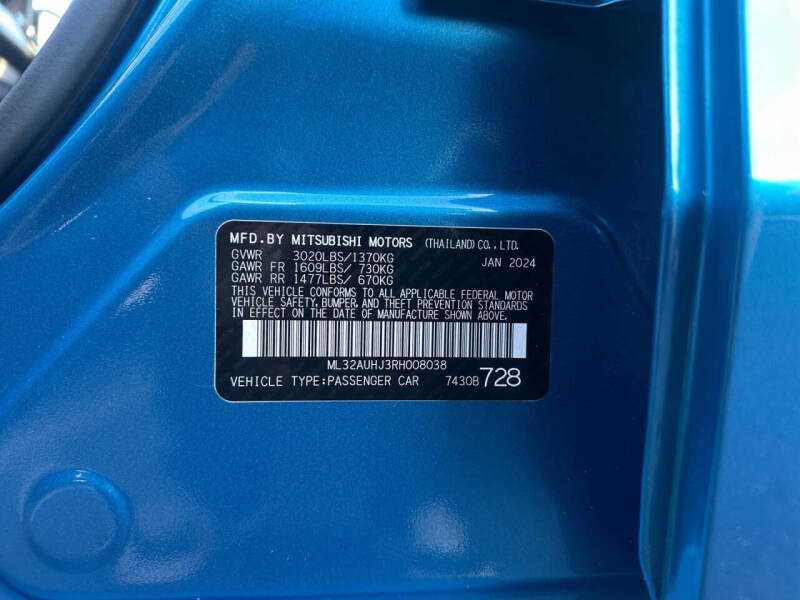 MFD.BY MITSUBISHI MOTORS (THAILAND) CO.,LTD.
GVWR 3020LBS/1370KG JAN 2024
GAWR FR 1609LBS/ 730KG
GAWR RR 1477LBS/ 670KG
THIS VEHICLE CONFORMS TO ALL APPLICABLE FEDERAL MOTOR
VEHICLE SAFETY, BUMPER, AND THEFT PREVENTION STANDARDS
IN EFFECT ON THE DATE OF MANUFACTURE SHOWN ABOVE.
ML32AUHJ3RH008038
VEHICLE TYPE:PASSENGER CAR 7430B 728